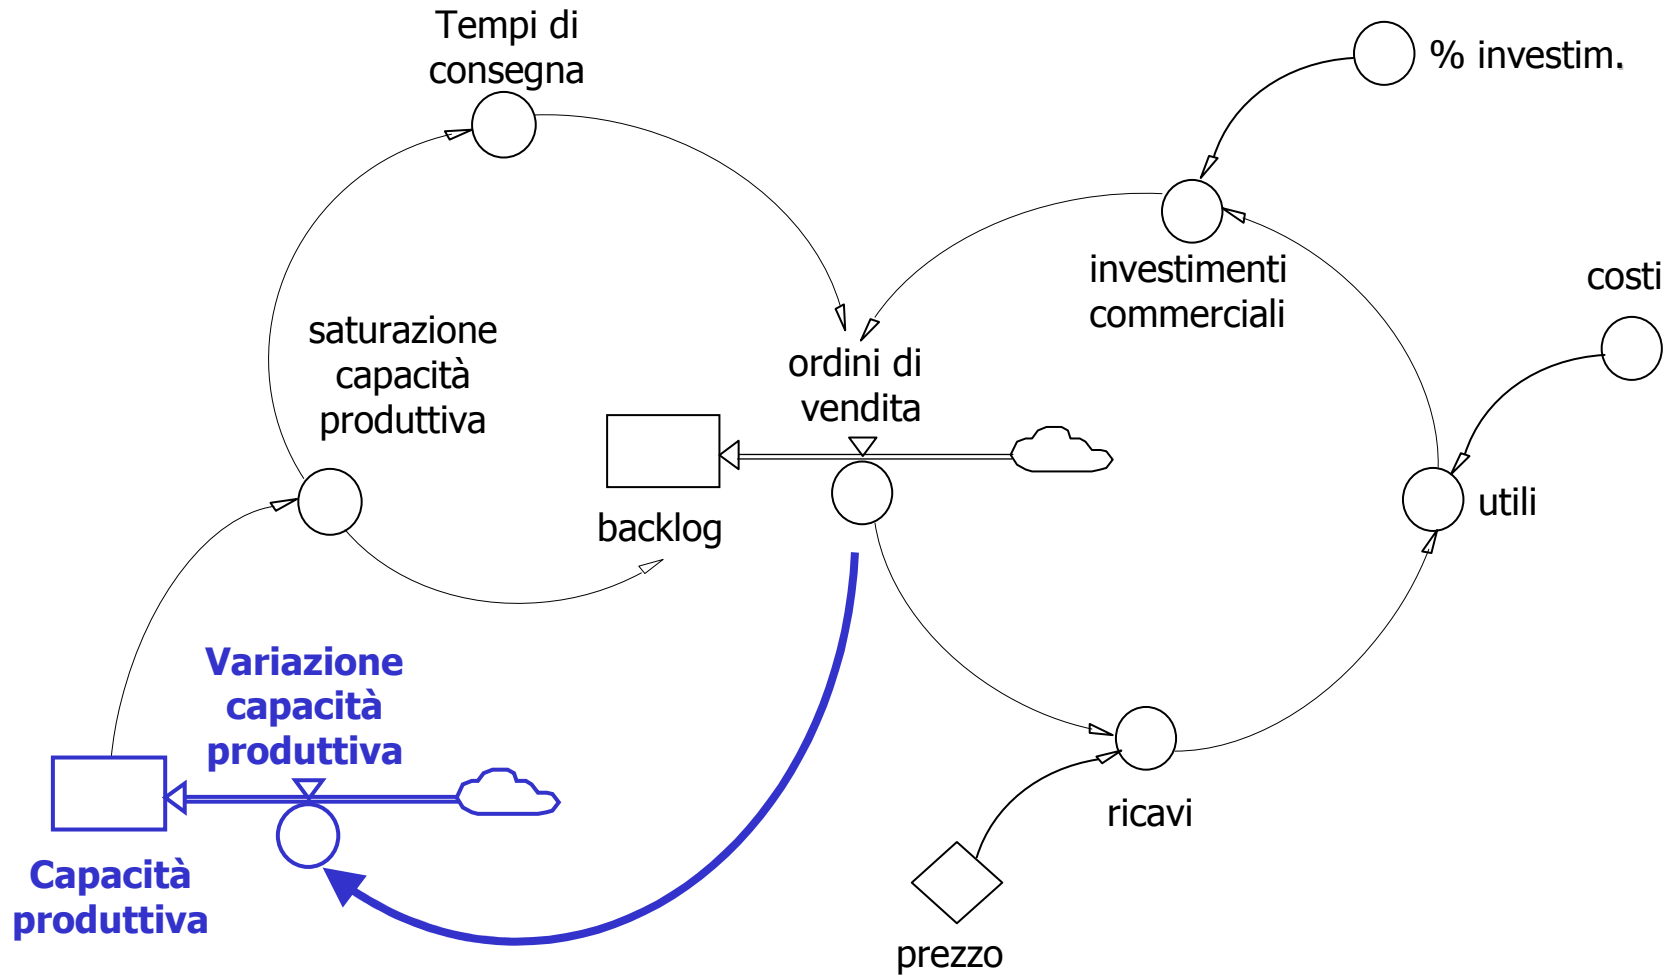 Tempi di
consegna
% investim.
investimenti
commerciali
costi
saturazione
capacità
produttiva
ordini di
vendita
utili
backlog
Variazione
capacità
produttiva
ricavi
Capacità
produttiva
prezzo